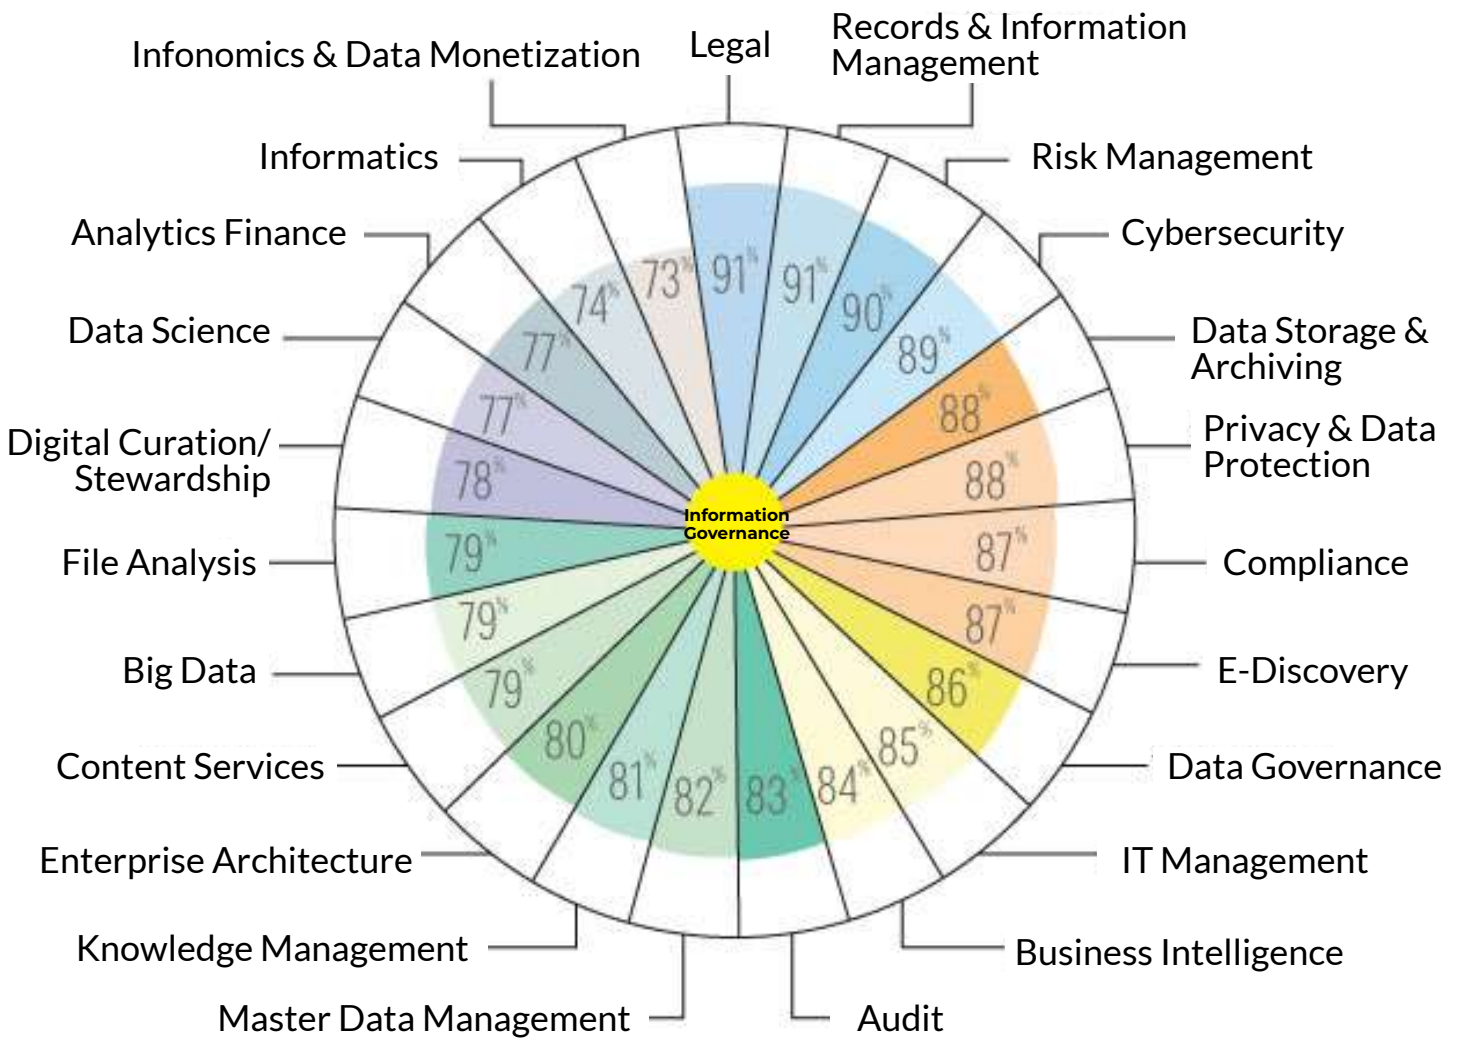 Infonomics & Data Monetization
Legal
Records & Information
Management
Informatics
Risk Management
Analytics Finance
Cybersecurity
Data Science
Data Storage &
Archiving
Digital Curation/
Stewardship
Privacy & Data
Protection
File Analysis
Compliance
Big Data
E-Discovery
Content Services
Data Governance
Enterprise Architecture
IT Management
Knowledge Management
Business Intelligence
Master Data Management
Audit
91%
91%
90%
89%
88%
88%
87%
87%
86%
85%
84%
83%
82%
81%
80%
79%
79%
79%
78%
77%
77%
74%
73%
Information
Governance